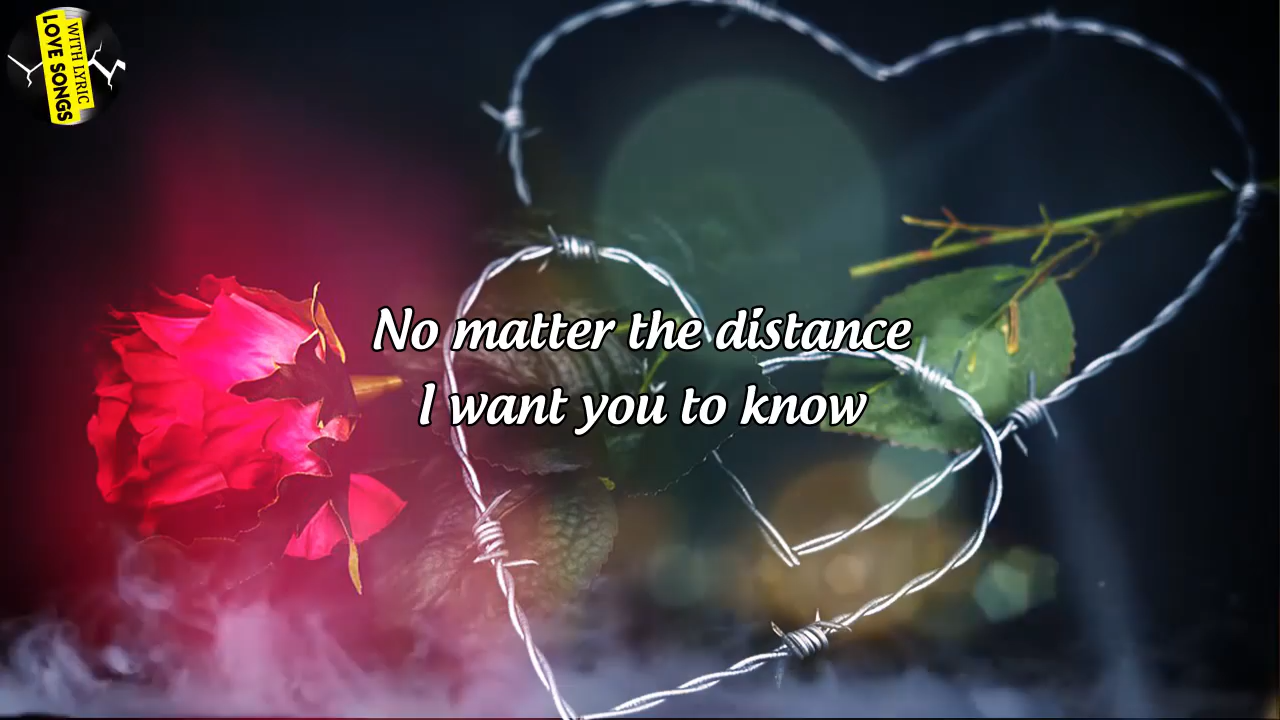 WITH LYRIC
LOVE SONGS
No matter the distance
I want you to know